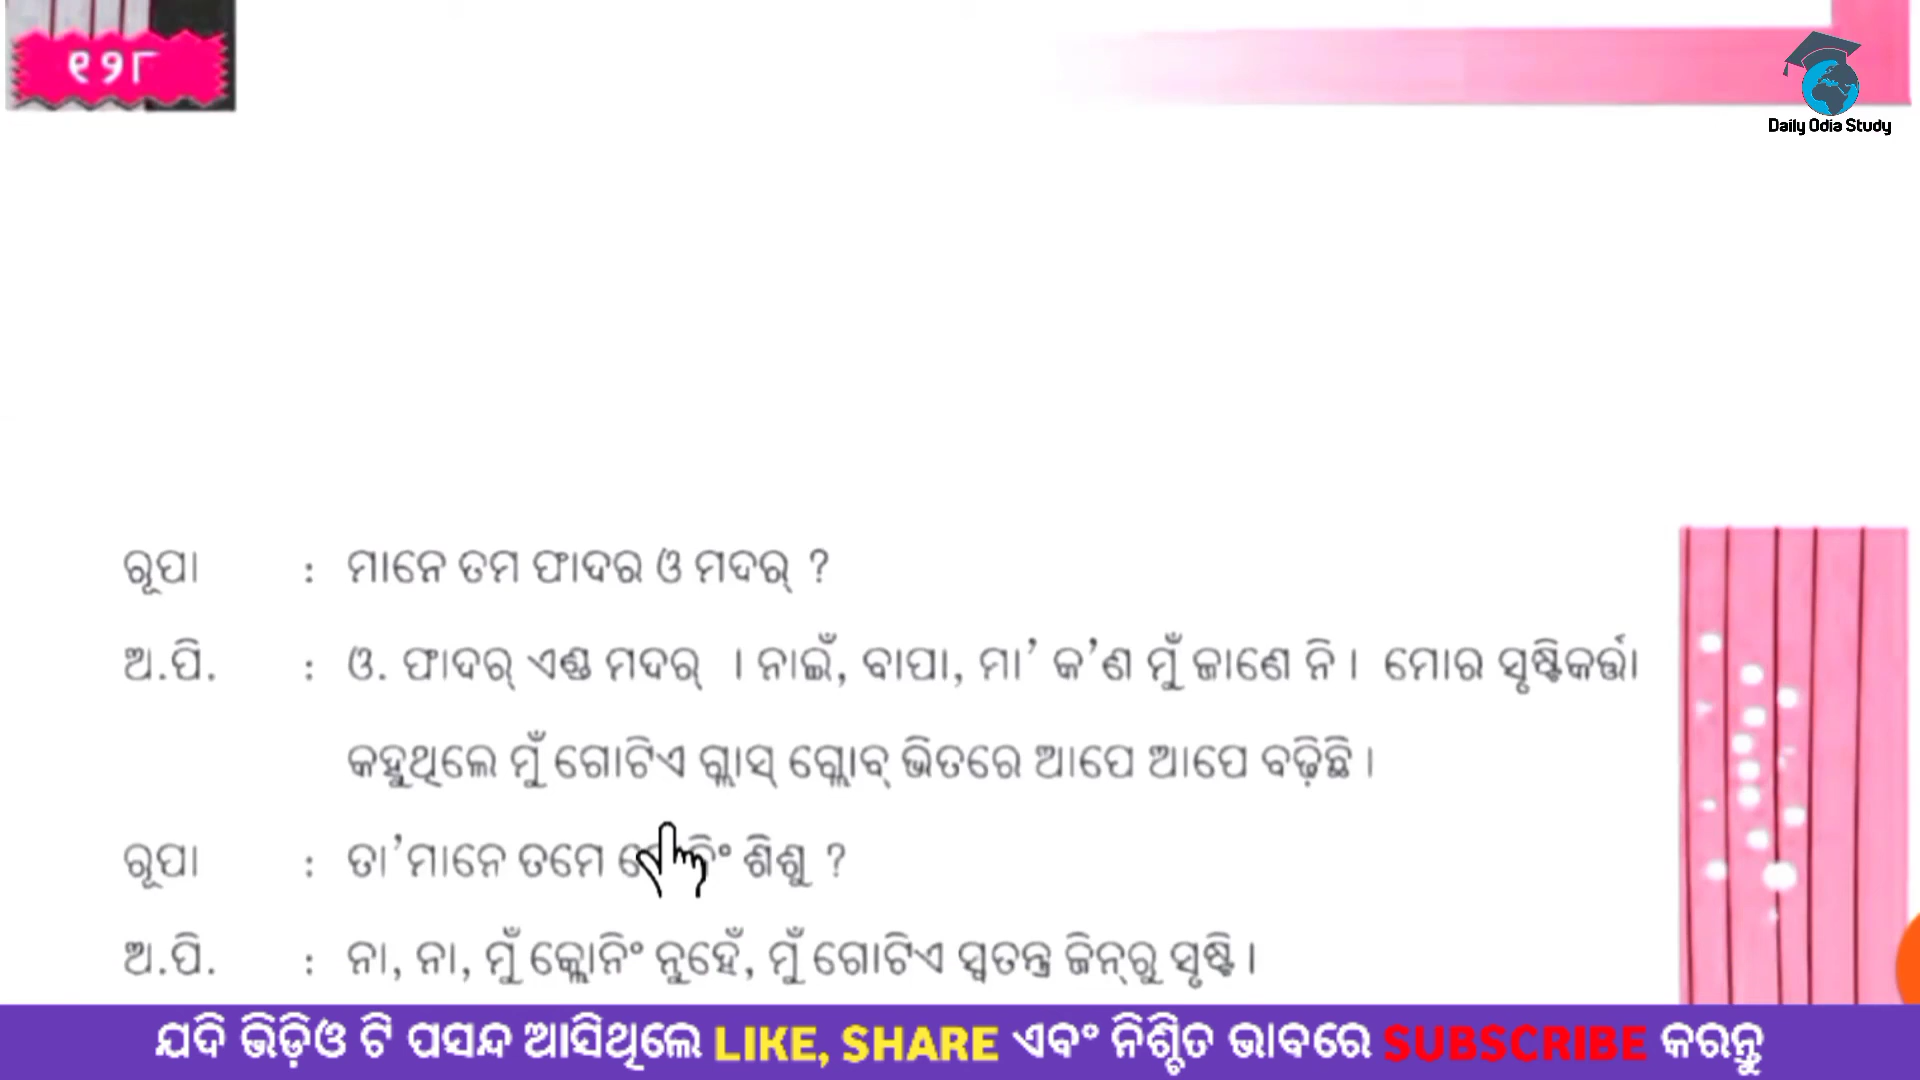 ୧୨୮
Daily Odia Study
ରୂପା : ମାନେ ତମ ଫାଦର ଓ ମଦର୍ ?
ଅ.ପି. : ଓ. ଫାଦର୍ ଏଣ୍ଡ ମଦର୍ । ନାଇଁ, ବାପା, ମା’ କ’ଣ ମୁଁ ଜାଣେ ନି । ମୋର ସୃଷ୍ଟିକର୍ତ୍ତା
କହୁଥିଲେ ମୁଁ ଗୋଟିଏ ଗ୍ଲାସ୍ ଗ୍ଲୋବ୍ ଭିତରେ ଆପେ ଆପେ ବଢ଼ିଛି ।
ରୂପା : ତା’ମାନେ ତମେ ଶିଶୁ ?
ଅ.ପି. : ନା, ନା, ମୁଁ କ୍ଲୋନିଂ ନୁହେଁ, ମୁଁ ଗୋଟିଏ ସ୍ୱତନ୍ତ୍ର ଜିନ୍‌ରୁ ସୃଷ୍ଟି ।
ଯଦି ଭିଡ଼ିଓ ଟି ପସନ୍ଦ ଆସିଥିଲେ LIKE, SHARE ଏବଂ ନିଶ୍ଚିତ ଭାବରେ SUBSCRIBE କରନ୍ତୁ